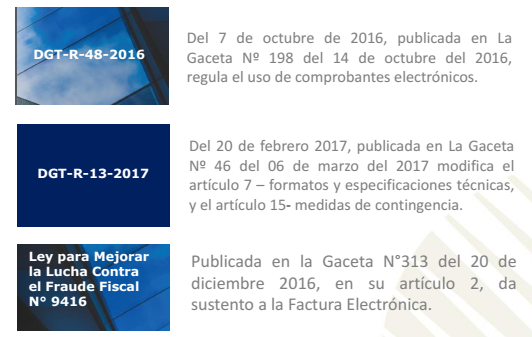 DGT-R-48-2016
Del 7 de octubre de 2016, publicada en La
Gaceta Nº 198 del 14 de octubre del 2016,
regula el uso de comprobantes electrónicos.
DGT-R-13-2017
Del 20 de febrero 2017, publicada en La Gaceta
Nº 46 del 06 de marzo del 2017 modifica el
artículo 7 – formatos y especificaciones técnicas,
y el artículo 15- medidas de contingencia.
Ley para Mejorar
la Lucha Contra
el Fraude Fiscal
N° 9416
Publicada en la Gaceta N°313 del 20 de
diciembre 2016, en su artículo 2, da
sustento a la Factura Electrónica.